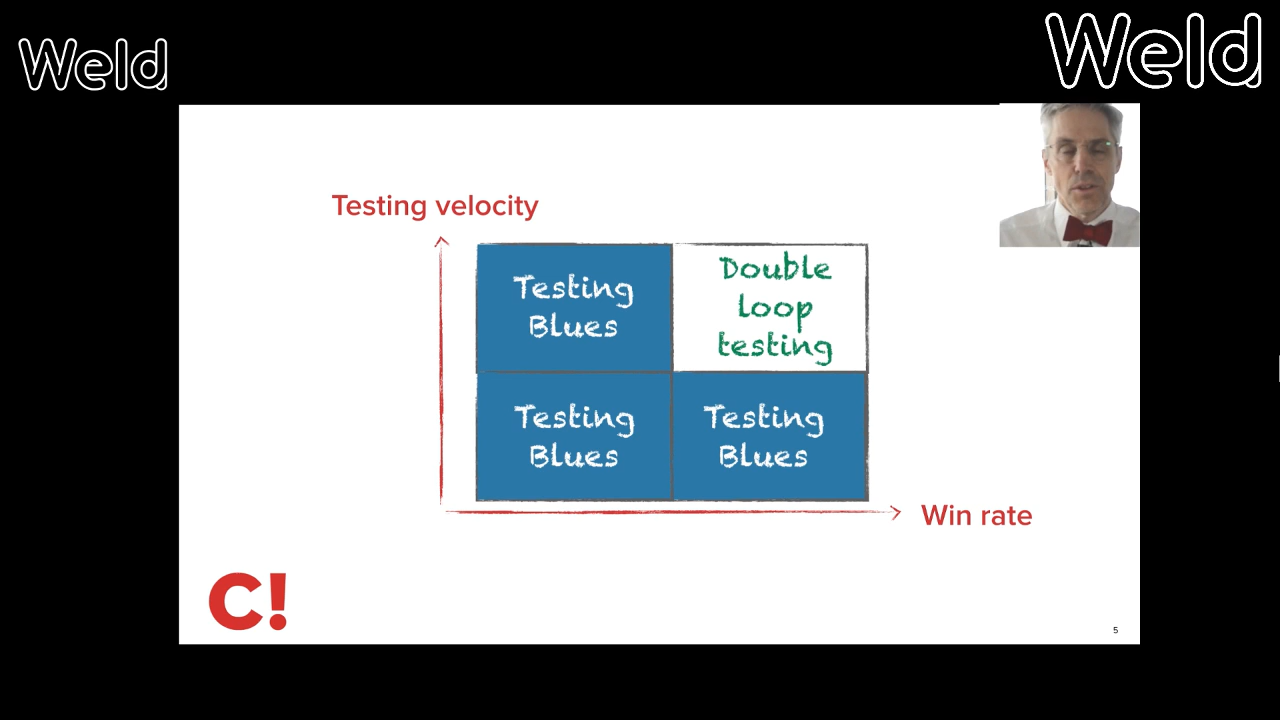 Weld
Weld
Testing velocity
Testing
Blues
Double
loop
testing
Testing
Blues
Testing
Blues
Win rate
C!
5